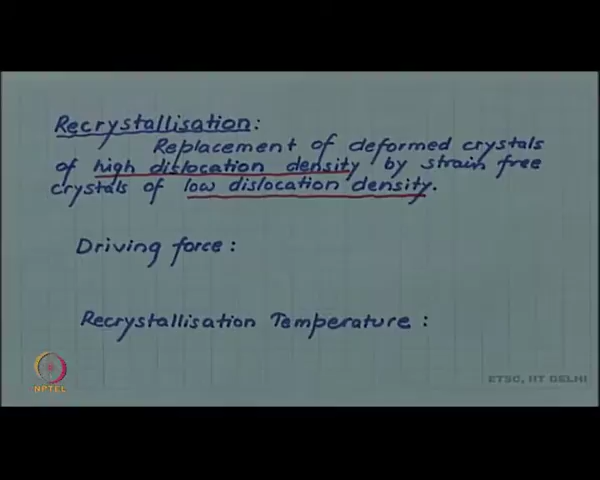 Recrystallisation:
Replacement of deformed crystals
of high dislocation density by strain free
crystals of low dislocation density.
Driving force:
Recrystallisation Temperature:
NPTEL
ETSC, IIT DELHI